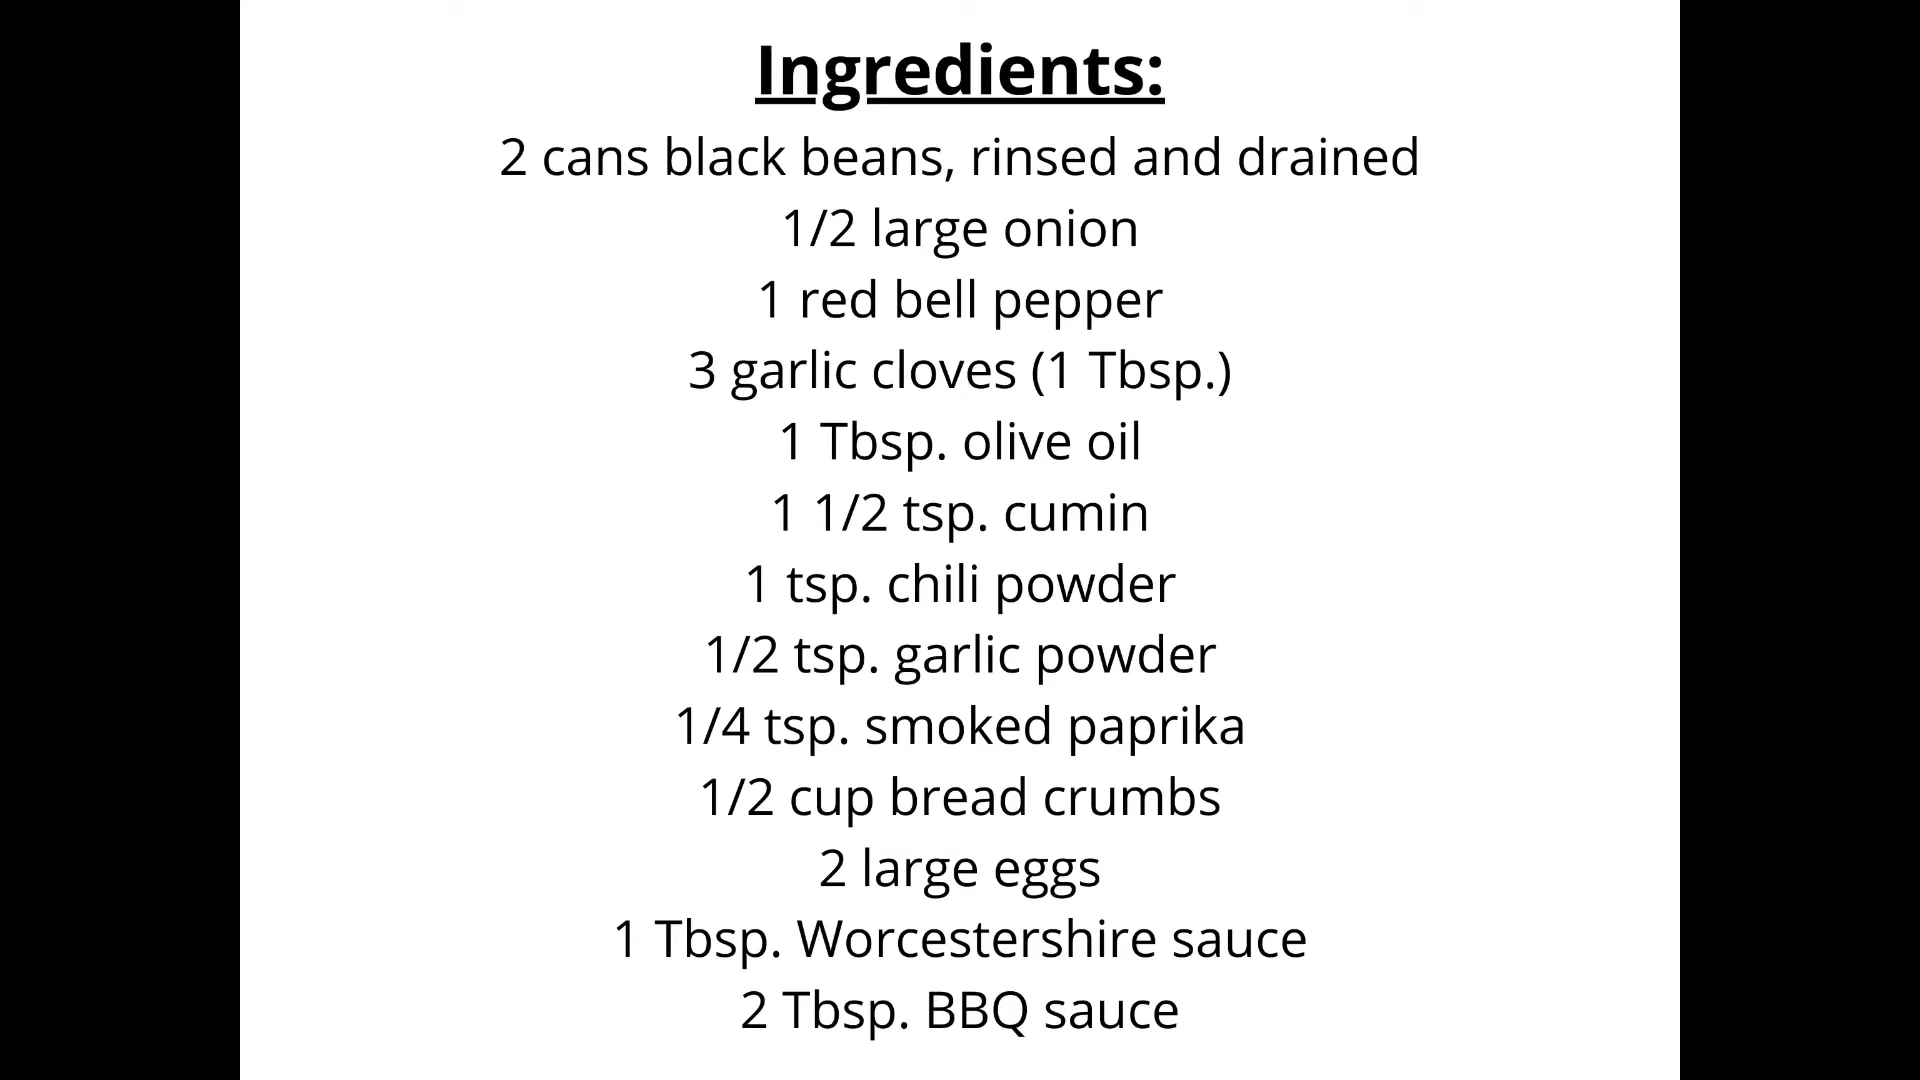 Ingredients:
2 cans black beans, rinsed and drained
1/2 large onion
1 red bell pepper
3 garlic cloves (1 Tbsp.)
1 Tbsp. olive oil
1 1/2 tsp. cumin
1 tsp. chili powder
1/2 tsp. garlic powder
1/4 tsp. smoked paprika
1/2 cup bread crumbs
2 large eggs
1 Tbsp. Worcestershire sauce
2 Tbsp. BBQ sauce